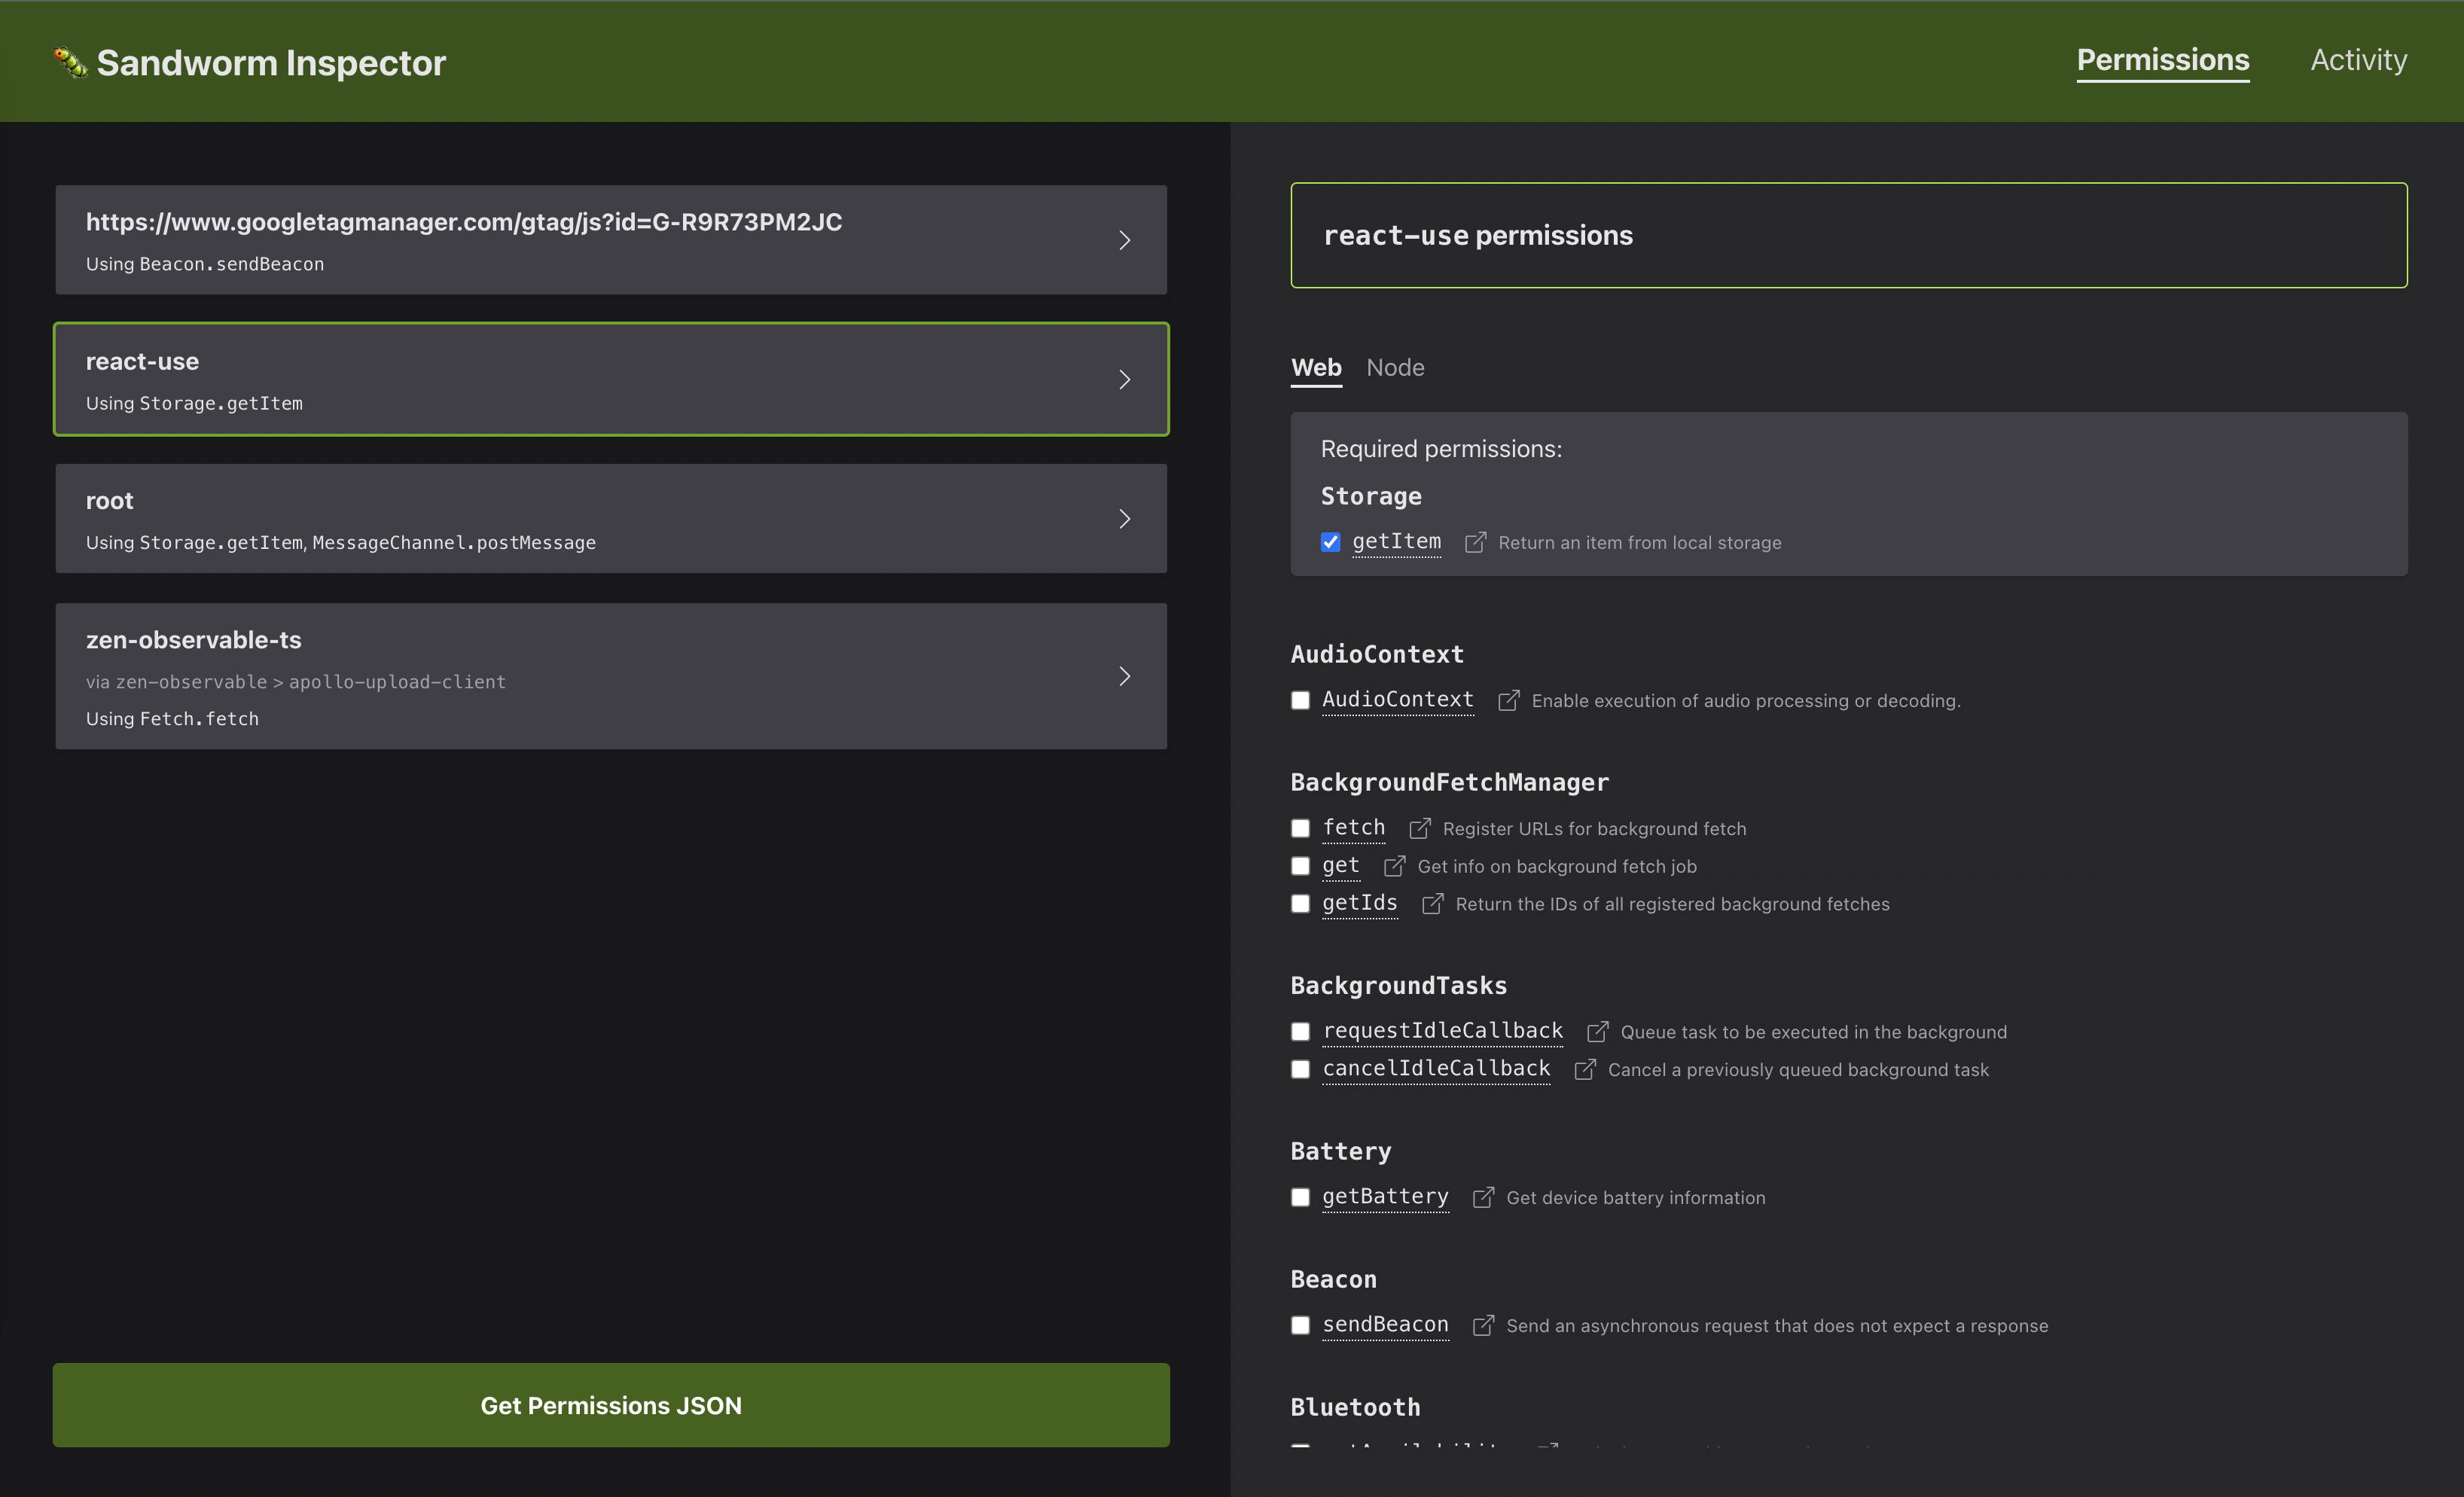 Sandworm Inspector
Permissions
Activity
https://www.googletagmanager.com/gtag/js?id=G-R9R73PM2JC
Using Beacon.sendBeacon
react-use
Using Storage.getItem
root
Using Storage.getItem, MessageChannel.postMessage
zen-observable-ts
via zen-observable > apollo-upload-client
Using Fetch.fetch
Get Permissions JSON
react-use permissions
Web Node
Required permissions:
Storage
getItem Return an item from local storage
AudioContext
AudioContext Enable execution of audio processing or decoding.
BackgroundFetchManager
fetch Register URLs for background fetch
get Get info on background fetch job
getIds Return the IDs of all registered background fetches
BackgroundTasks
requestIdleCallback Queue task to be executed in the background
cancelIdleCallback Cancel a previously queued background task
Battery
getBattery Get device battery information
Beacon
sendBeacon Send an asynchronous request that does not expect a response
Bluetooth